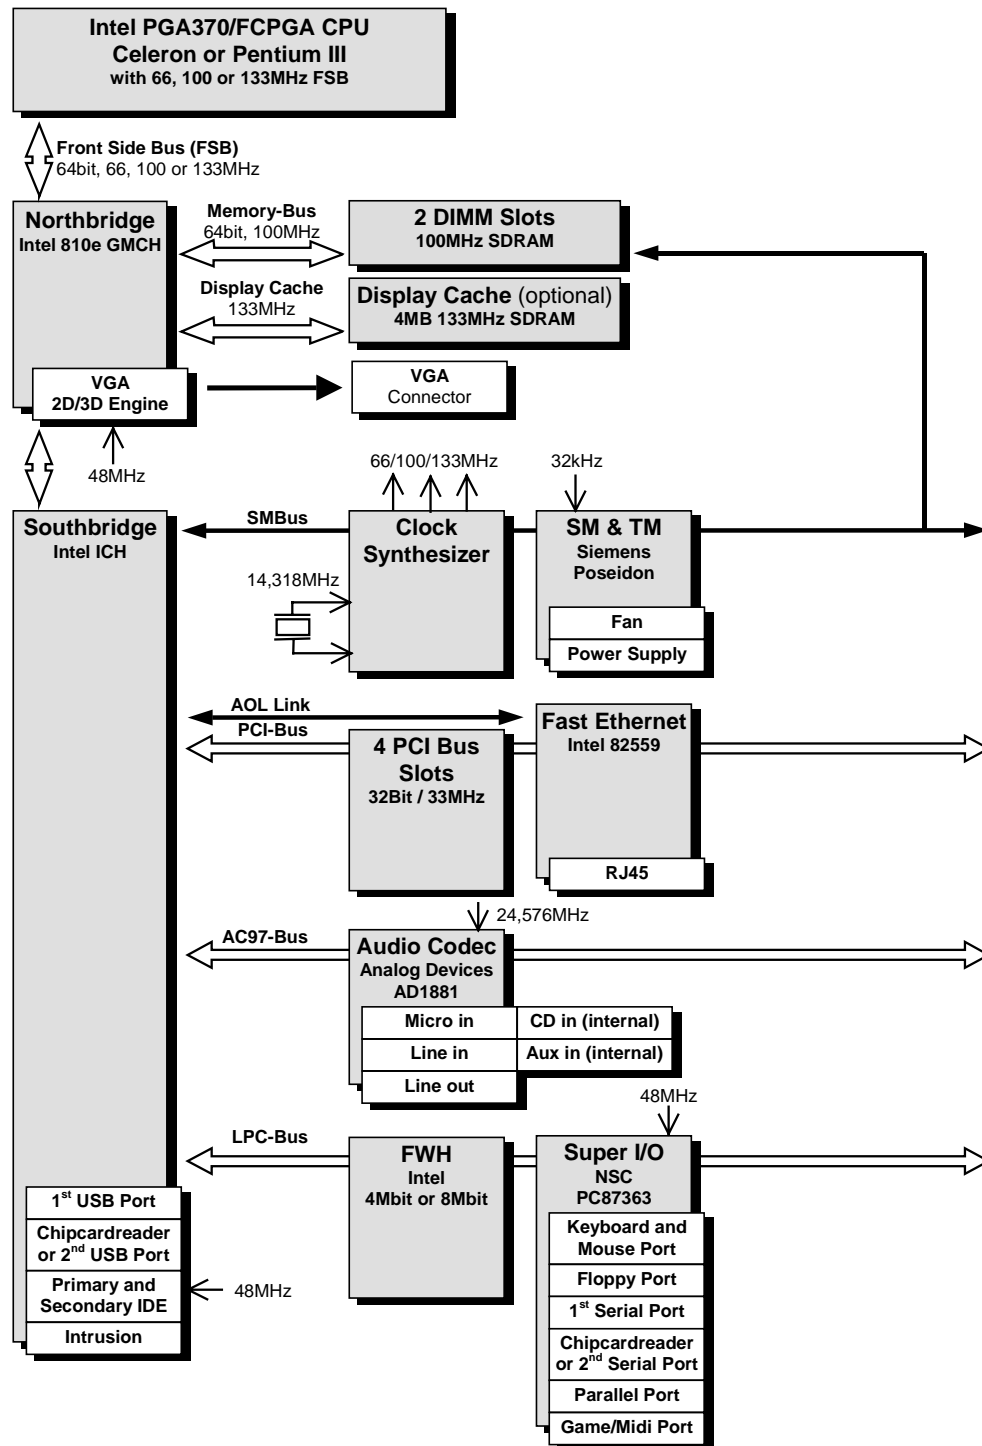 Intel PGA370/FCPGA CPU
Celeron or Pentium III
with 66, 100 or 133MHz FSB
Front Side Bus (FSB)
64bit, 66, 100 or 133MHz
Northbridge
Intel 810e GMCH
Memory-Bus
64bit, 100MHz
2 DIMM Slots
100MHz SDRAM
Display Cache
133MHz
Display Cache (optional)
4MB 133MHz SDRAM
VGA
2D/3D Engine
VGA
Connector
48MHz
66/100/133MHz
32kHz
Southbridge
Intel ICH
SMBus
Clock
Synthesizer
SM & TM
Siemens
Poseidon
14,318MHz
Fan
Power Supply
AOL Link
PCI-Bus
4 PCI Bus
Slots
32Bit / 33MHz
Fast Ethernet
Intel 82559
RJ45
24,576MHz
AC97-Bus
Audio Codec
Analog Devices
AD1881
Micro in
CD in (internal)
Line in
Aux in (internal)
Line out
48MHz
LPC-Bus
FWH
Intel
4Mbit or 8Mbit
Super I/O
NSC
PC87363
1st USB Port
Chipcardreader
or 2nd USB Port
Primary and
Secondary IDE
Intrusion
48MHz
Keyboard and
Mouse Port
Floppy Port
1st Serial Port
Chipcardreader
or 2nd Serial Port
Parallel Port
Game/Midi Port